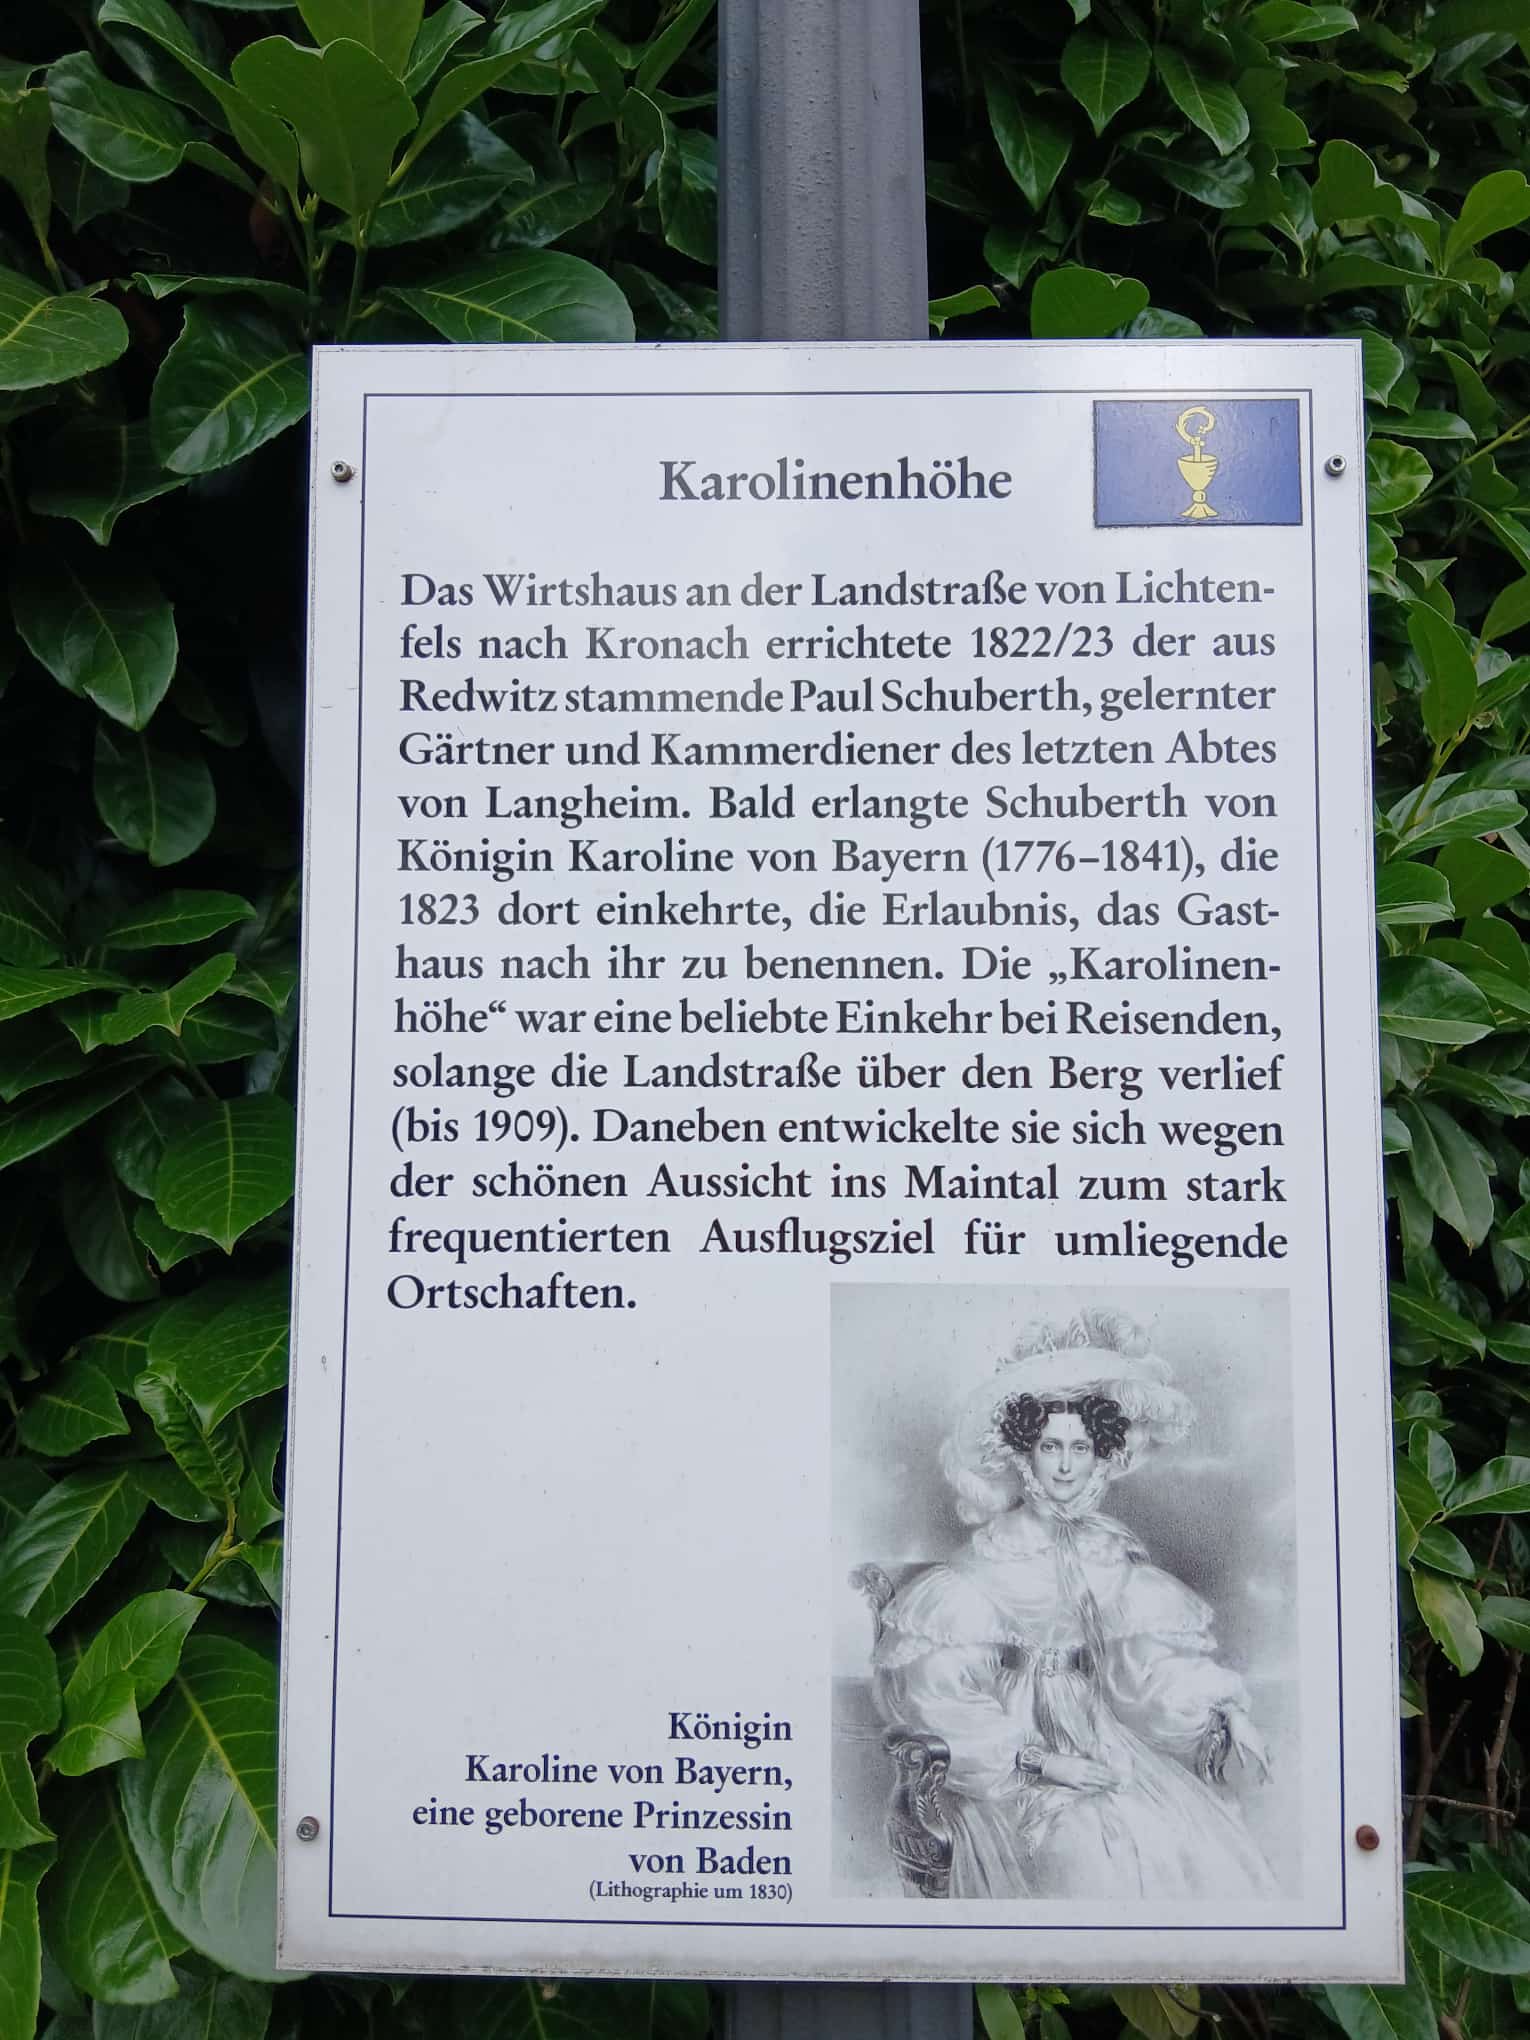 Karolinenhöhe
Das Wirtshaus an der Landstraße von Lichten-
fels nach Kronach errichtete 1822/23 der aus
Redwitz stammende Paul Schuberth, gelernter
Gärtner und Kammerdiener des letzten Abtes
von Langheim. Bald erlangte Schuberth von
Königin Karoline von Bayern (1776–1841), die
1823 dort einkehrte, die Erlaubnis, das Gast-
haus nach ihr zu benennen. Die „Karolinen-
höhe“ war eine beliebte Einkehr bei Reisenden,
solange die Landstraße über den Berg verlief
(bis 1909). Daneben entwickelte sie sich wegen
der schönen Aussicht ins Maintal zum stark
frequentierten Ausflugsziel für umliegende
Ortschaften.
Königin
Karoline von Bayern,
eine geborene Prinzessin
von Baden
(Lithographie um 1830)